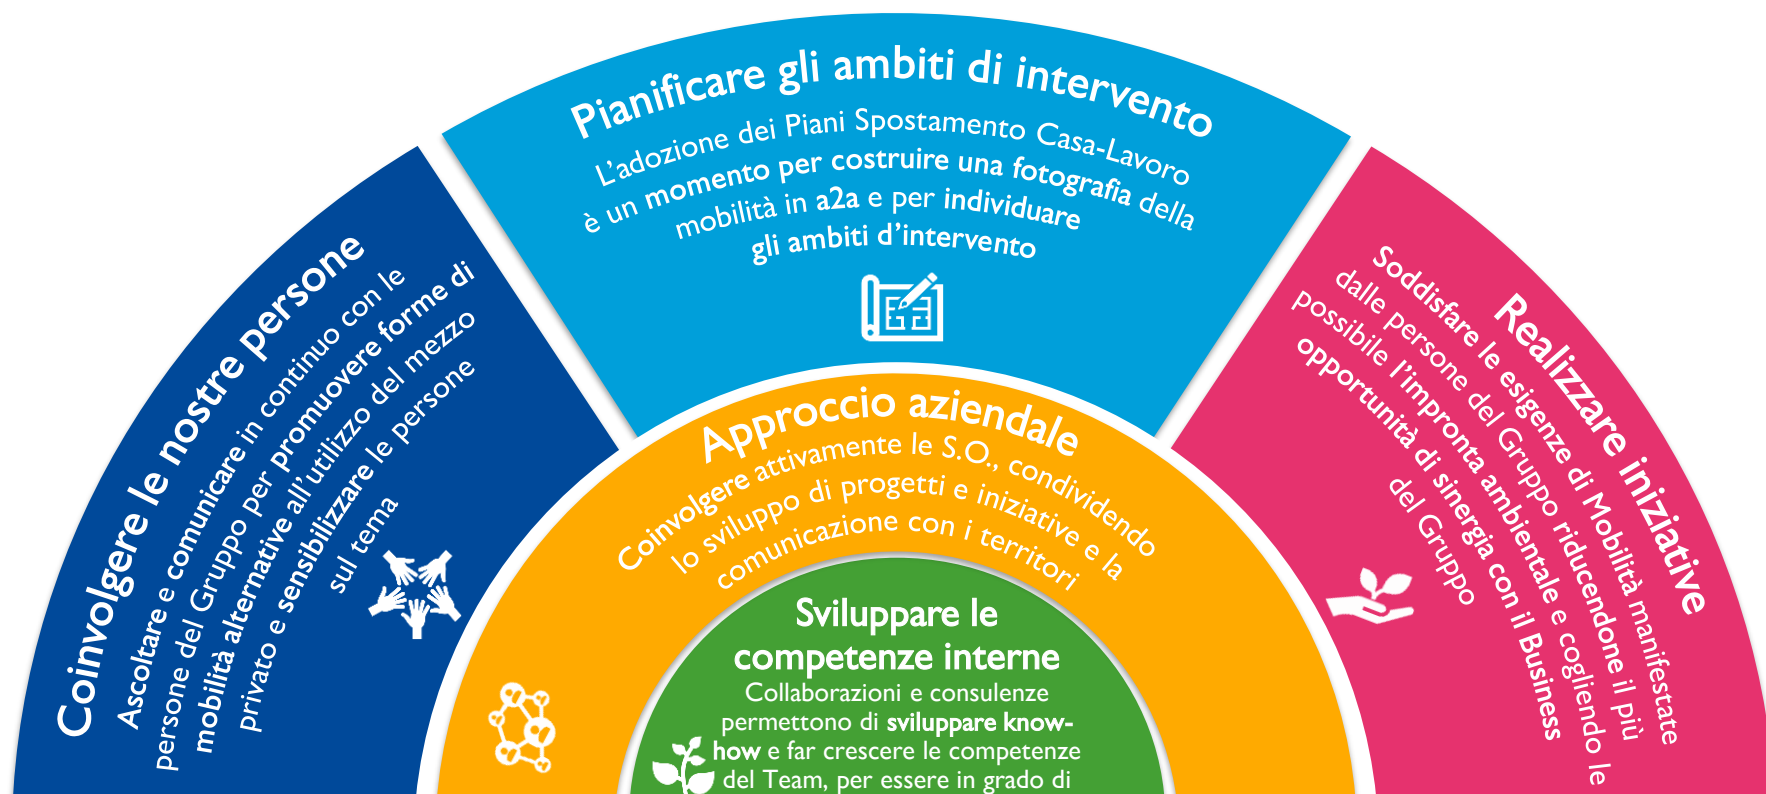 Coinvolgere le nostre persone
Ascoltare e comunicare in continuo con le
persone del Gruppo per promuovere forme di
mobilità alternative all'utilizzo del mezzo
privato e sensibilizzare le persone
sul tema
Pianificare gli ambiti di intervento
L'adozione dei Piani Spostamento Casa-Lavoro
è un momento per costruire una fotografia della
mobilità in a2a e per individuare
gli ambiti d'intervento
Realizzare iniziative
Soddisfare le esigenze di Mobilità manifestate
dalle persone del Gruppo riducendone il più
possibile l'impronta ambientale e cogliendo le
opportunità di sinergia con il Business
del Gruppo
Approccio aziendale
Coinvolgere attivamente le S.O., condividendo
lo sviluppo di progetti e iniziative e la
comunicazione con i territori
Sviluppare le
competenze interne
Collaborazioni e consulenze
permettono di sviluppare know-
how e far crescere le competenze
del Team, per essere in grado di